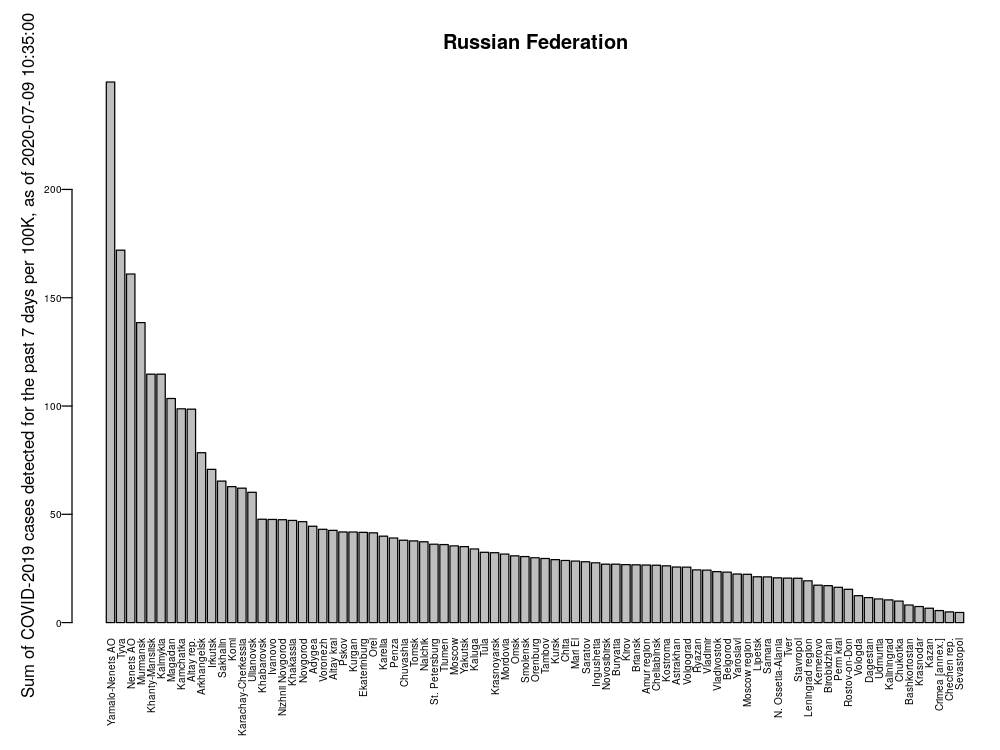 Russian Federation
Sum of COVID-2019 cases detected for the past 7 days per 100K, as of 2020-07-09 10:35:00
200
150
100
50
0
Yamalo-Nenets AO
Tyva
Nenets AO
Murmansk
Khanty-Mansiisk
Kalmykia
Magadan
Kamchatka
Altay rep.
Arkhangelsk
Irkutsk
Sakhalin
Komi
Karachay-Cherkessia
Ulianovsk
Khabarovsk
Ivanovo
Nizhnii Novgorod
Khakassia
Novgorod
Adygea
Voronezh
Altay krai
Pskov
Kurgan
Ekaterinburg
Orel
Karelia
Penza
Chuvashia
Tomsk
Nalchik
St. Petersburg
Tiumen
Moscow
Yakutsk
Kaluga
Tula
Krasnoyarsk
Mordovia
Omsk
Smolensk
Orenburg
Tambov
Kursk
Chita
Mari El
Saratov
Ingushetia
Novosibirsk
Buriatia
Kirov
Briansk
Amur region
Cheliabinsk
Kostroma
Astrakhan
Volgograd
Ryazan
Vladimir
Vladivostok
Belgorod
Yaroslavl
Moscow region
Lipetsk
Samara
N. Ossetia-Alania
Tver
Stavropol
Leningrad region
Kemerovo
Birobidzhan
Perm krai
Rostov-on-Don
Vologda
Dagestan
Udmurtia
Kaliningrad
Chukotka
Bashkortostan
Krasnodar
Kazan
Crimea [annex.]
Chechen rep.
Sevastopol